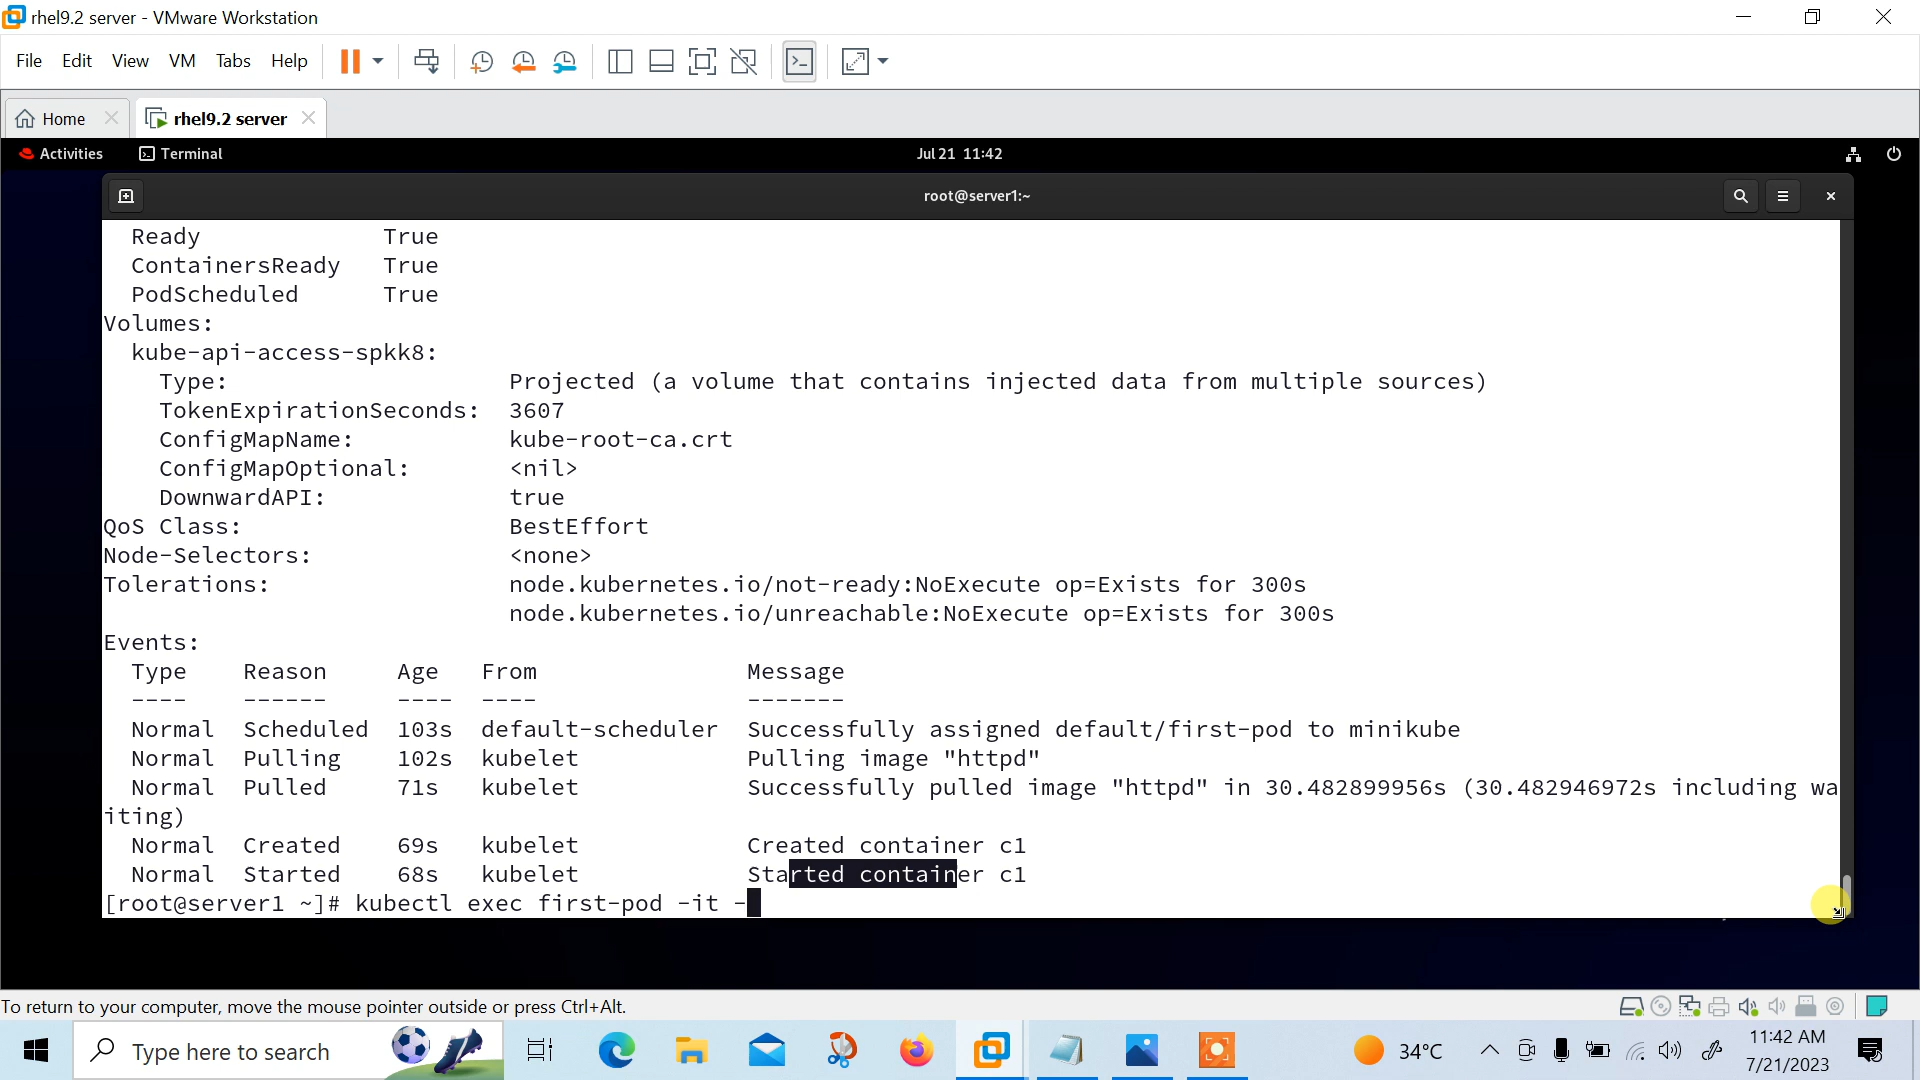 rhel9.2 server - VMware Workstation
File Edit View VM Tabs Help
Home rhel9.2 server
Activities Terminal Jul 21 11:42
root@server1:~
Ready True
ContainersReady True
PodScheduled True
Volumes:
kube-api-access-spkk8:
Type: Projected (a volume that contains injected data from multiple sources)
TokenExpirationSeconds: 3607
ConfigMapName: kube-root-ca.crt
ConfigMapOptional: <nil>
DownwardAPI: true
QoS Class: BestEffort
Node-Selectors: <none>
Tolerations: node.kubernetes.io/not-ready:NoExecute op=Exists for 300s
node.kubernetes.io/unreachable:NoExecute op=Exists for 300s
Events:
Type Reason Age From Message
---- ------ ---- ---- -------
Normal Scheduled 103s default-scheduler Successfully assigned default/first-pod to minikube
Normal Pulling 102s kubelet Pulling image "httpd"
Normal Pulled 71s kubelet Successfully pulled image "httpd" in 30.482899956s (30.482946972s including wa
iting)
Normal Created 69s kubelet Created container c1
Normal Started 68s kubelet Started container c1
[root@server1 ~]# kubectl exec first-pod -it -
To return to your computer, move the mouse pointer outside or press Ctrl+Alt.
Type here to search 34°C 11:42 AM
7/21/2023